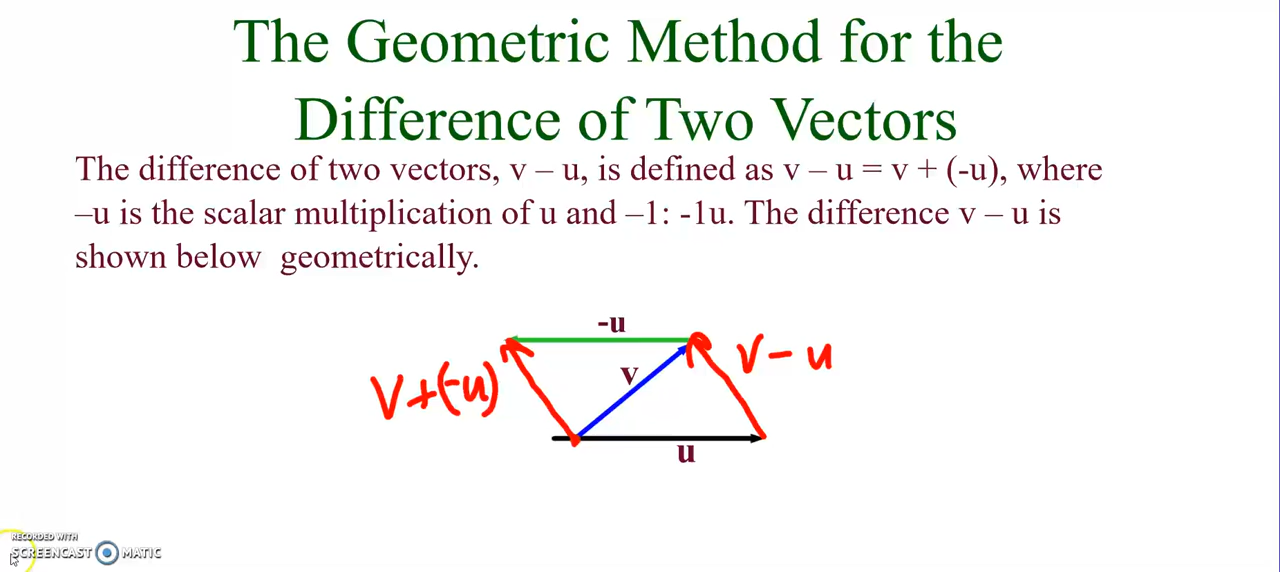 The Geometric Method for the
Difference of Two Vectors
The difference of two vectors, v – u, is defined as v – u = v + (-u), where
–u is the scalar multiplication of u and –1: -1u. The difference v – u is
shown below geometrically.
-u
v – u
v
v+(-u)
u
RECORDED WITH
SCREENCAST MATIC